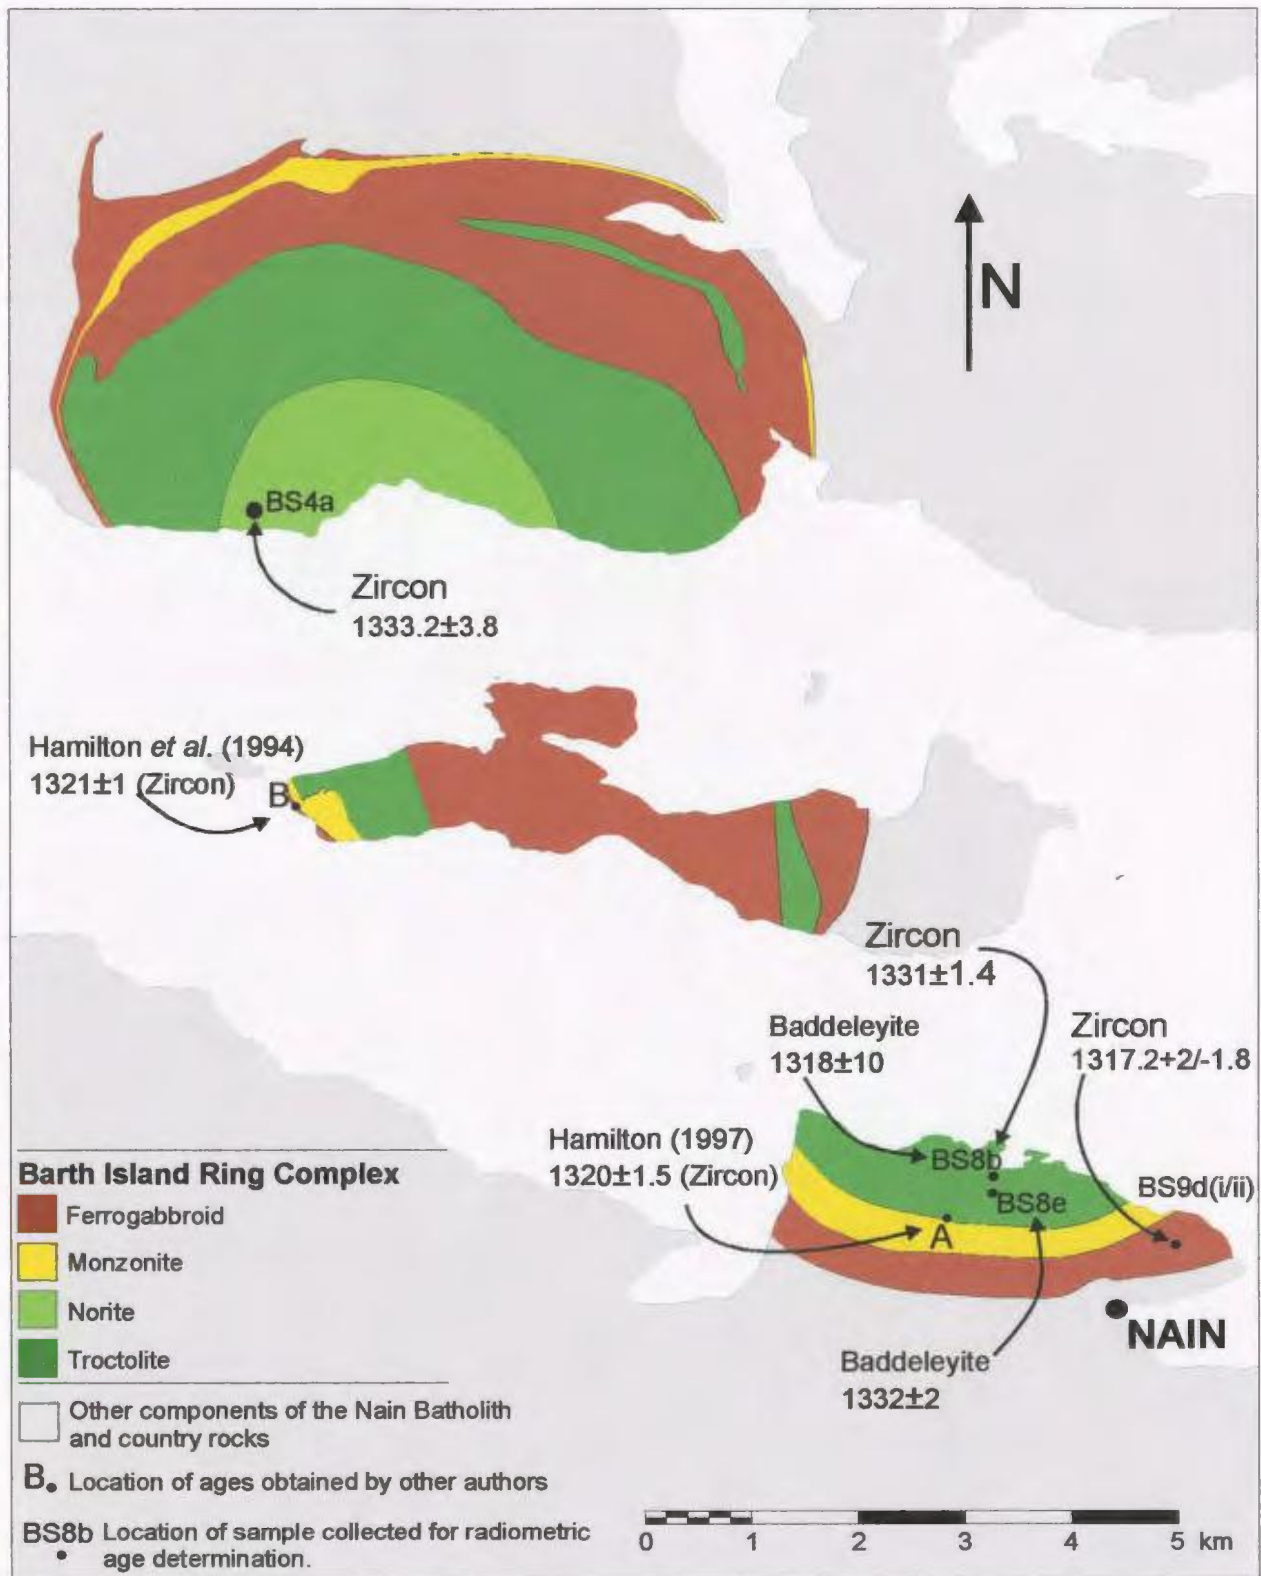 N
BS4a
Zircon
1333.2±3.8
Hamilton et al. (1994)
1321±1 (Zircon)
B
Zircon
1331±1.4
Baddeleyite
1318±10
Zircon
1317.2+2/-1.8
Hamilton (1997)
1320±1.5 (Zircon)
BS8b
BS9d(i/ii)
BS8e
A
NAIN
Baddeleyite
1332±2
Barth Island Ring Complex
Ferrogabbroid
Monzonite
Norite
Troctolite
Other components of the Nain Batholith
and country rocks
B. Location of ages obtained by other authors
BS8b Location of sample collected for radiometric
age determination.
0 1 2 3 4 5 km